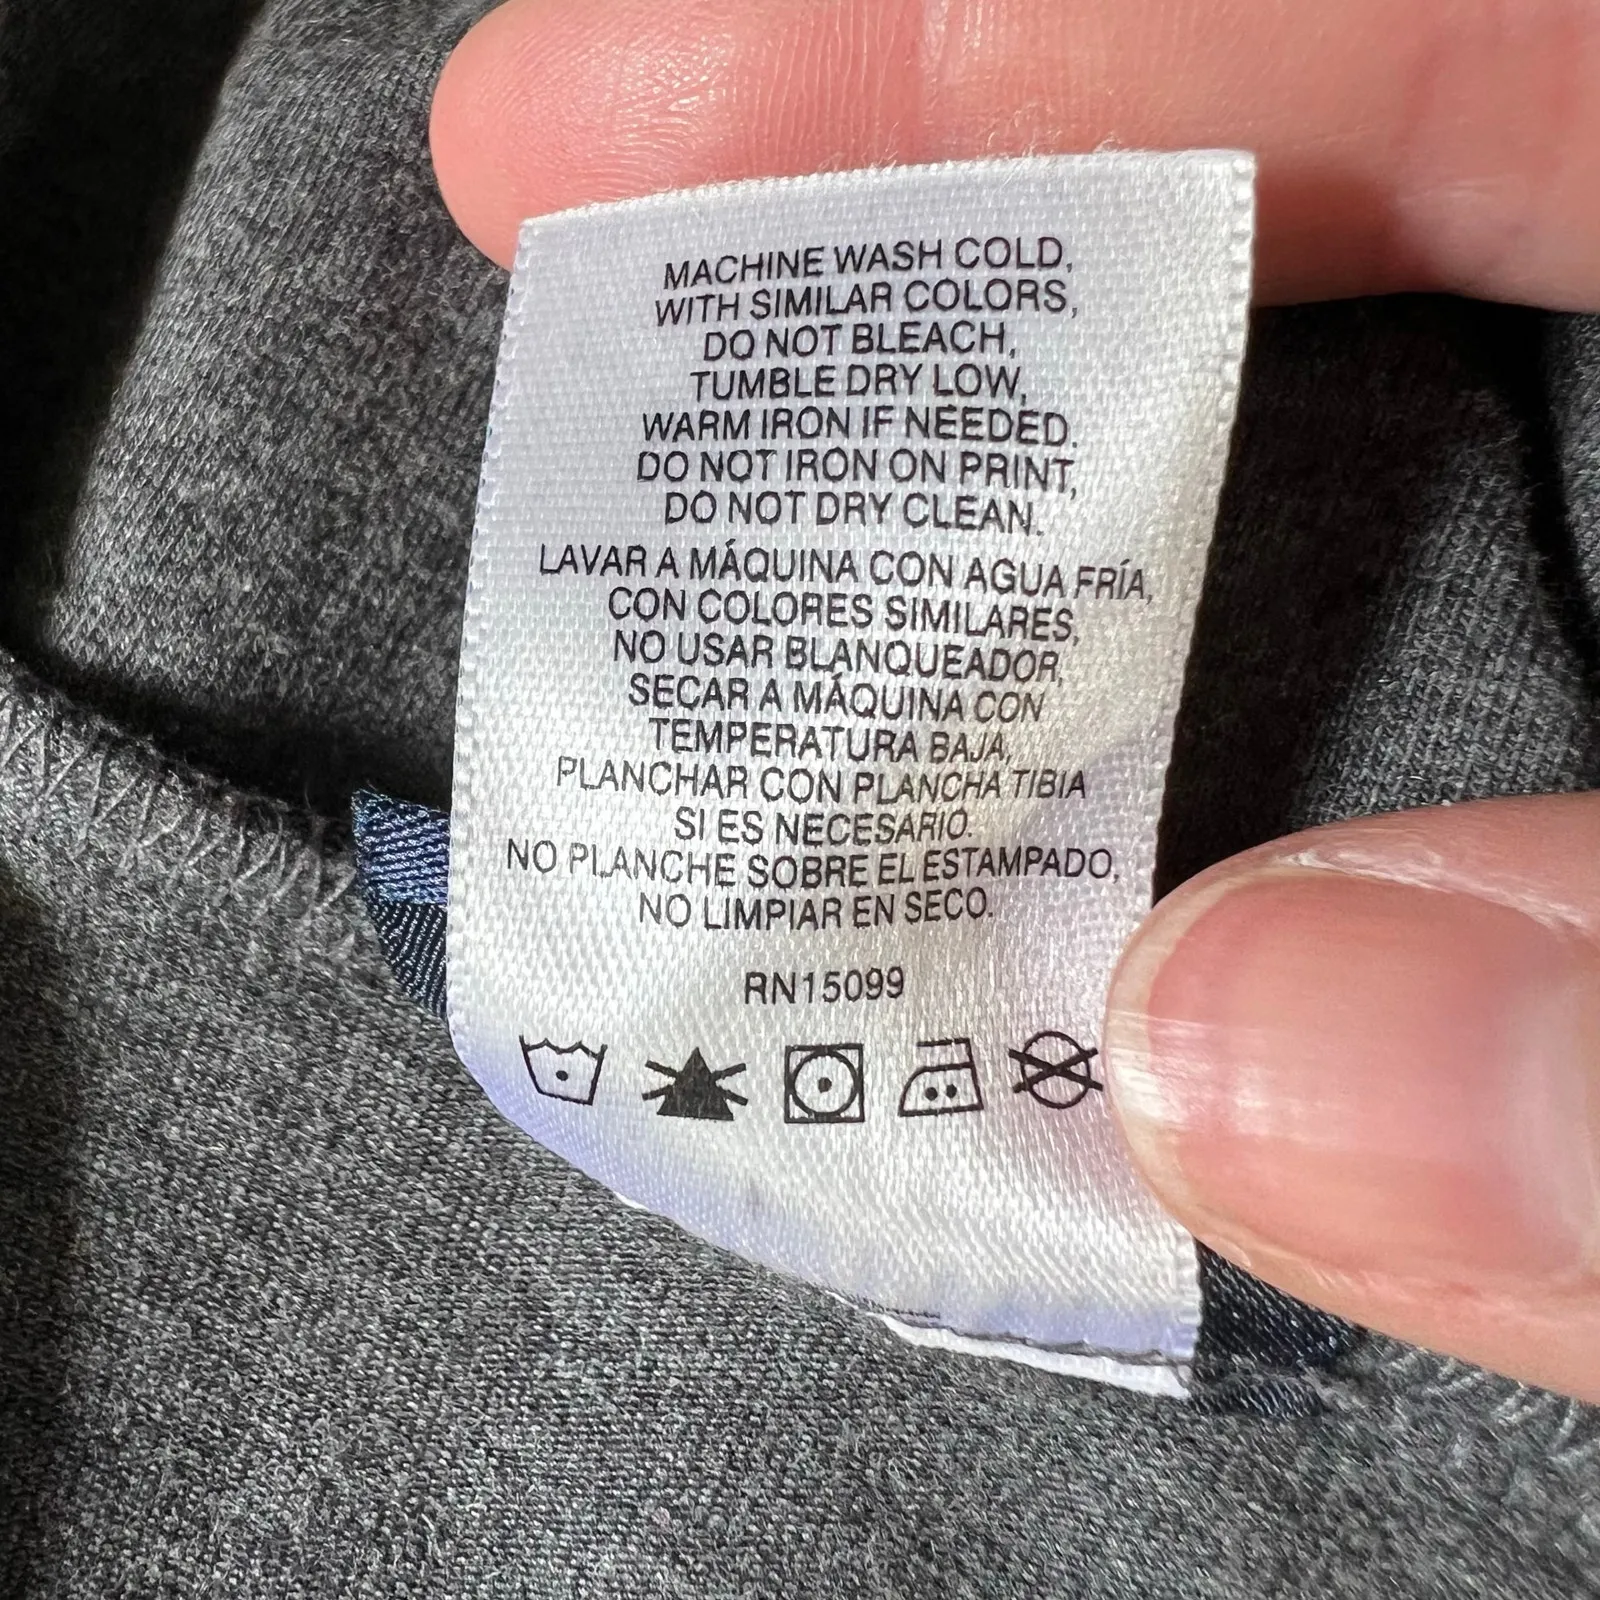 MACHINE WASH COLD,
WITH SIMILAR COLORS,
DO NOT BLEACH,
TUMBLE DRY LOW,
WARM IRON IF NEEDED.
DO NOT IRON ON PRINT,
DO NOT DRY CLEAN.
LAVAR A MÁQUINA CON AGUA FRÍA,
CON COLORES SIMILARES,
NO USAR BLANQUEADOR,
SECAR A MÁQUINA CON
TEMPERATURA BAJA,
PLANCHAR CON PLANCHA TIBIA
SI ES NECESARIO.
NO PLANCHE SOBRE EL ESTAMPADO,
NO LIMPIAR EN SECO.
RN15099